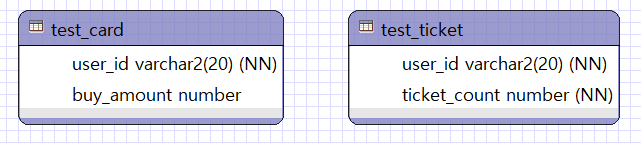 test_card
user_id varchar2(20) (NN)
buy_amount number
test_ticket
user_id varchar2(20) (NN)
ticket_count number (NN)